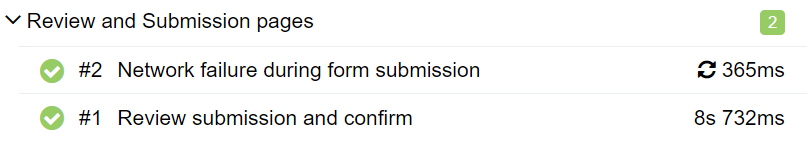 Review and Submission pages 2
#2 Network failure during form submission 365ms
#1 Review submission and confirm 8s 732ms